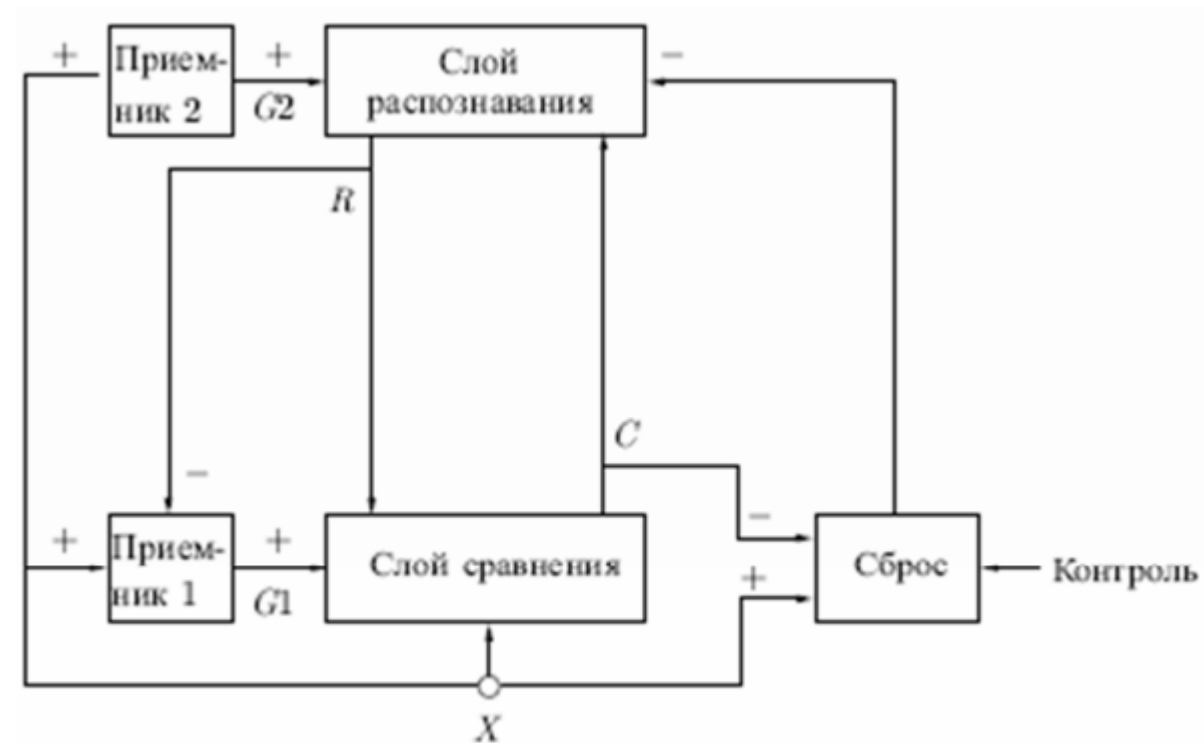 +
Прием-
ник 2
+
G2
Слой
распознавания
−
R
C
−
+
Прием-
ник 1
+
G1
Слой сравнения
−
+
Сброс
Контроль
X